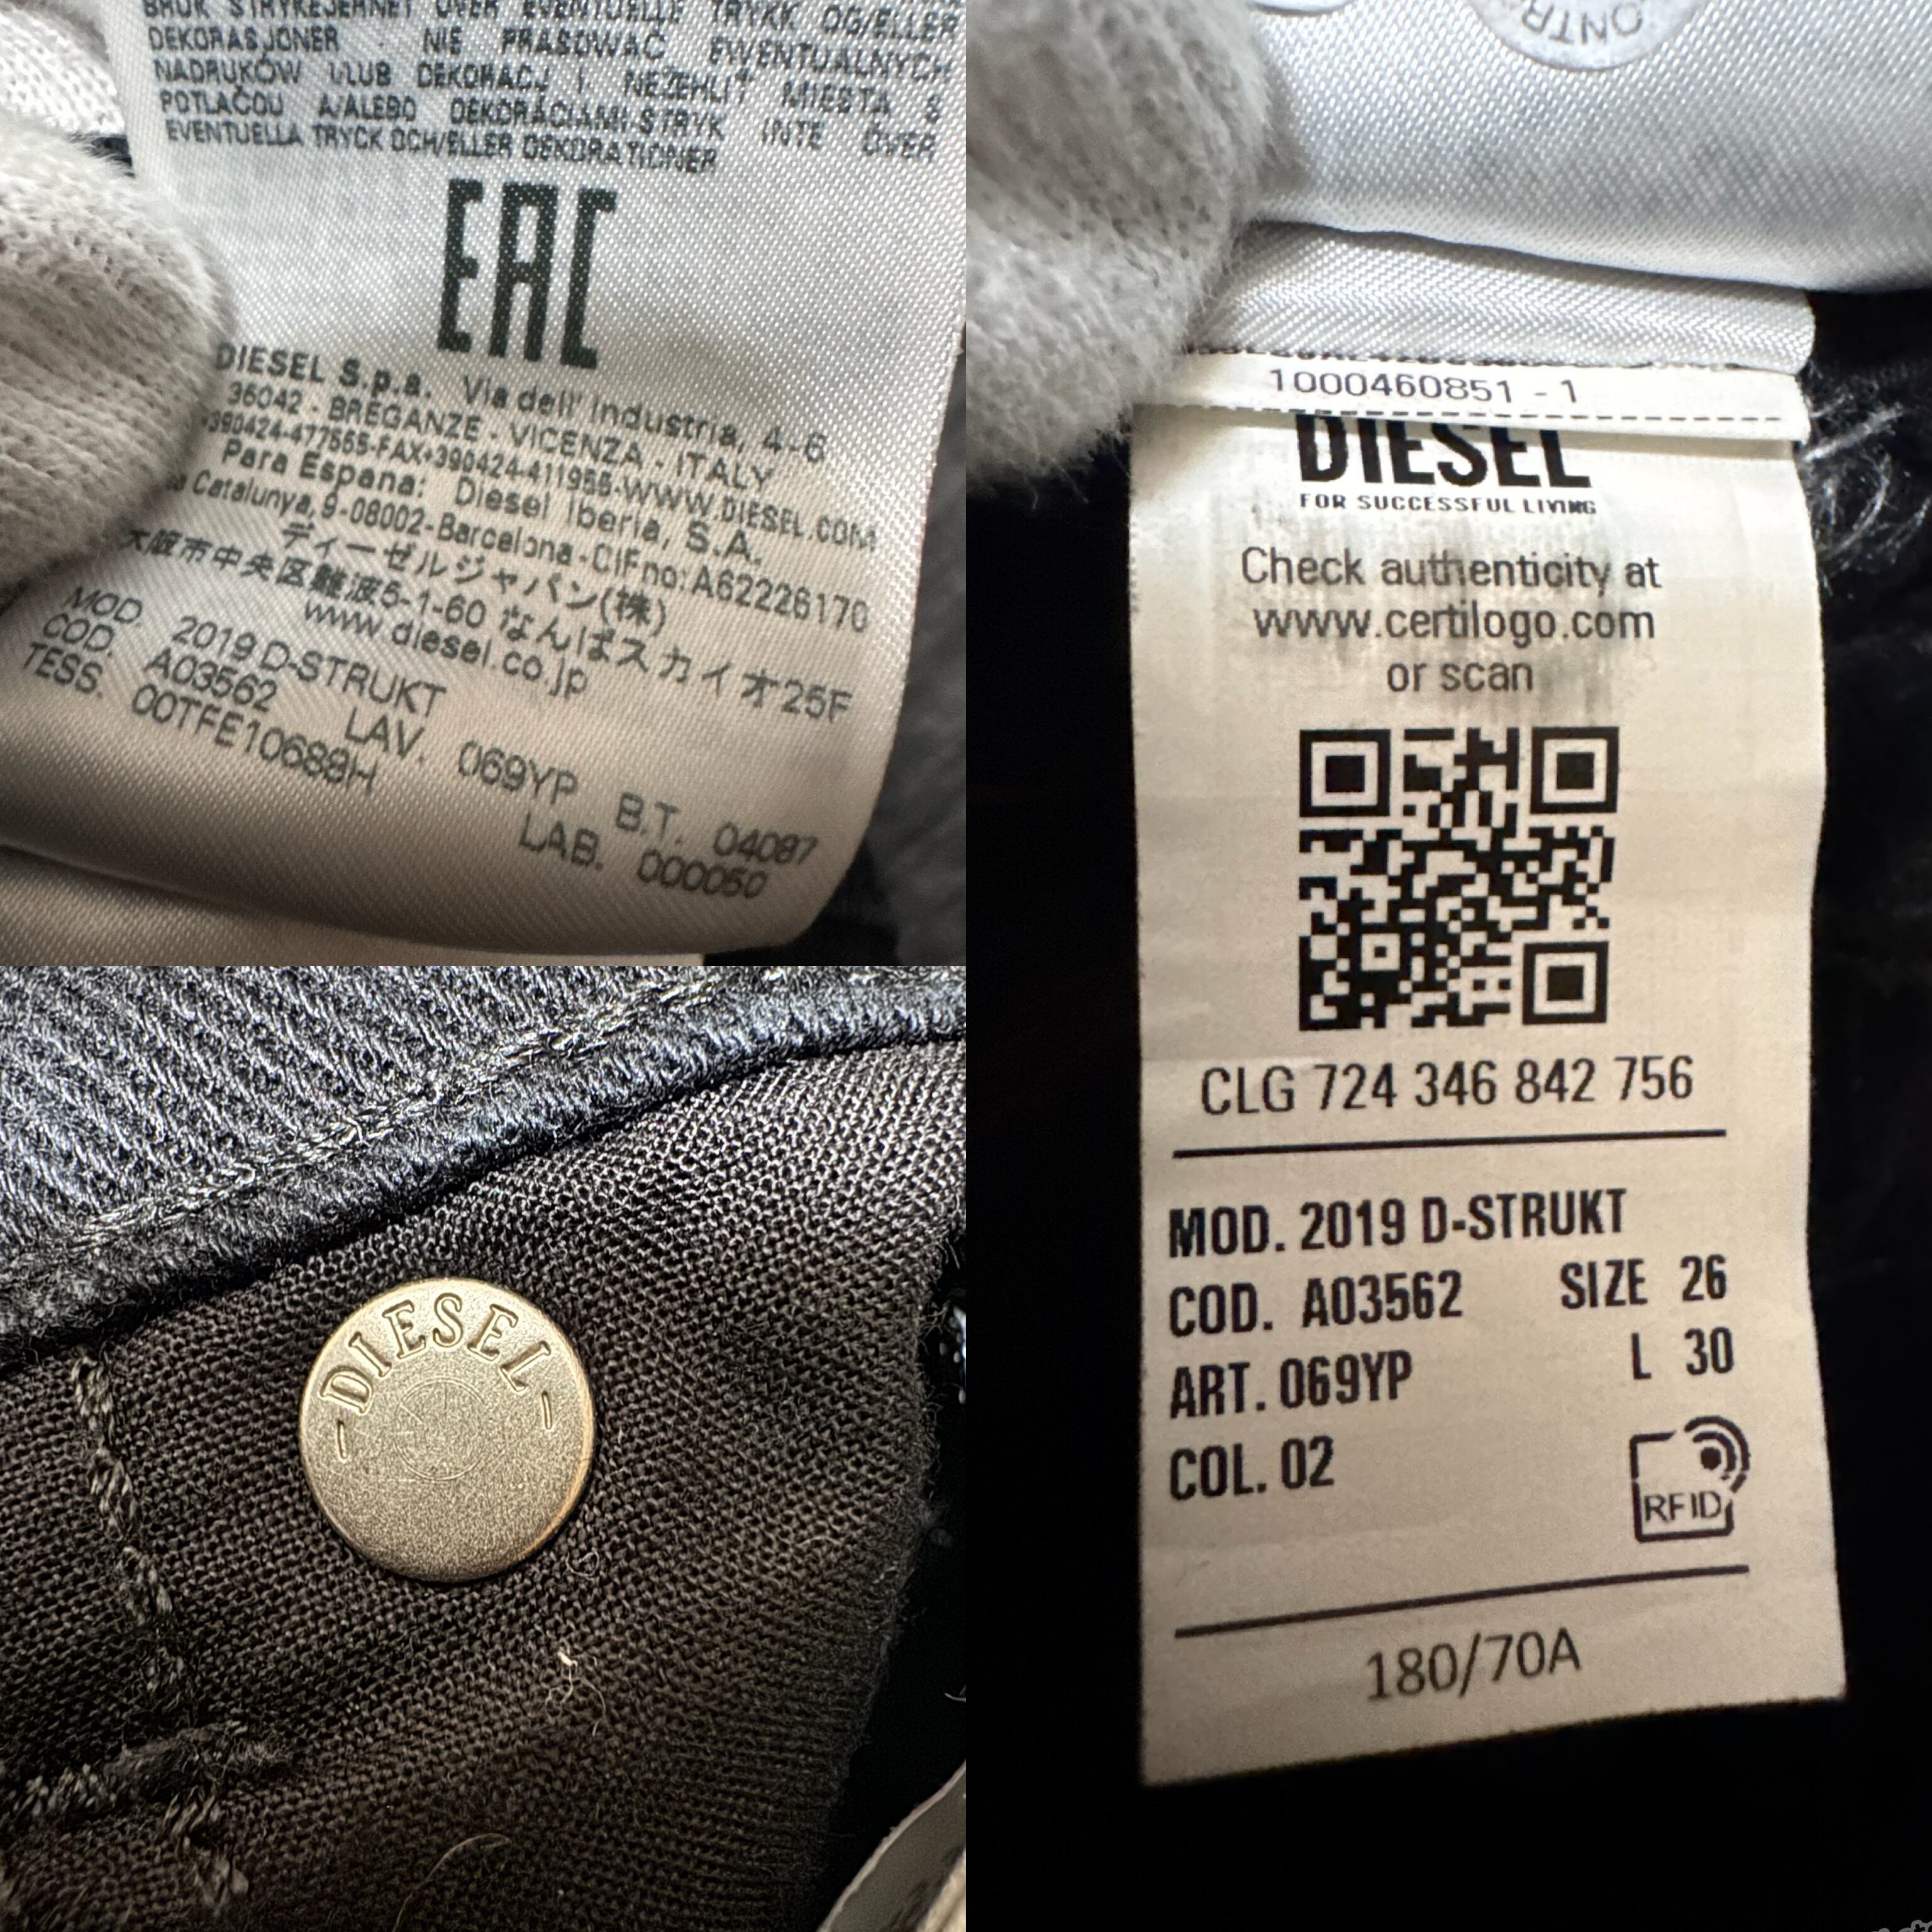 BRUK STRYKEJERNET OVER EVENTUELLE TRYKK OG/ELLER
DEKORASJONER - NIE PRASOWAĆ EWENTUALNYCH
NADRUKÓW I/LUB DEKORACJI NEŽEHLIŤ MIESTA S
POTLAČOU A/ALEBO DEKORÁCIAMI-STRYK INTE ÖVER
EVENTUELLA TRYCK OCH/ELLER DEKORATIONER
EAC
DIESEL S.p.a. Via dell' Industria, 4-6
36042 - BREGANZE - VICENZA - ITALY
+390424-477555-FAX+390424-411955-WWW.DIESEL.COM
Para Espana: Diesel Iberia, S.A.
Catalunya, 9-08002-Barcelona-CIFno:A62226170
ディーゼルジャパン(株)
大阪市中央区難波5-1-60 なんばスカイオ25F
www.diesel.co.jp
MOD. 2019 D-STRUKT
COD. A03562 LAV. 069YP B.T. 04087
TESS. 00TFE10688H LAB. 000050
DIESEL
1000460851 - 1
DIESEL
FOR SUCCESSFUL LIVING
Check authenticity at
www.certilogo.com
or scan
CLG 724 346 842 756
MOD. 2019 D-STRUKT
COD. A03562 SIZE 26
ART. 069YP L 30
COL. 02
RFID
180/70A